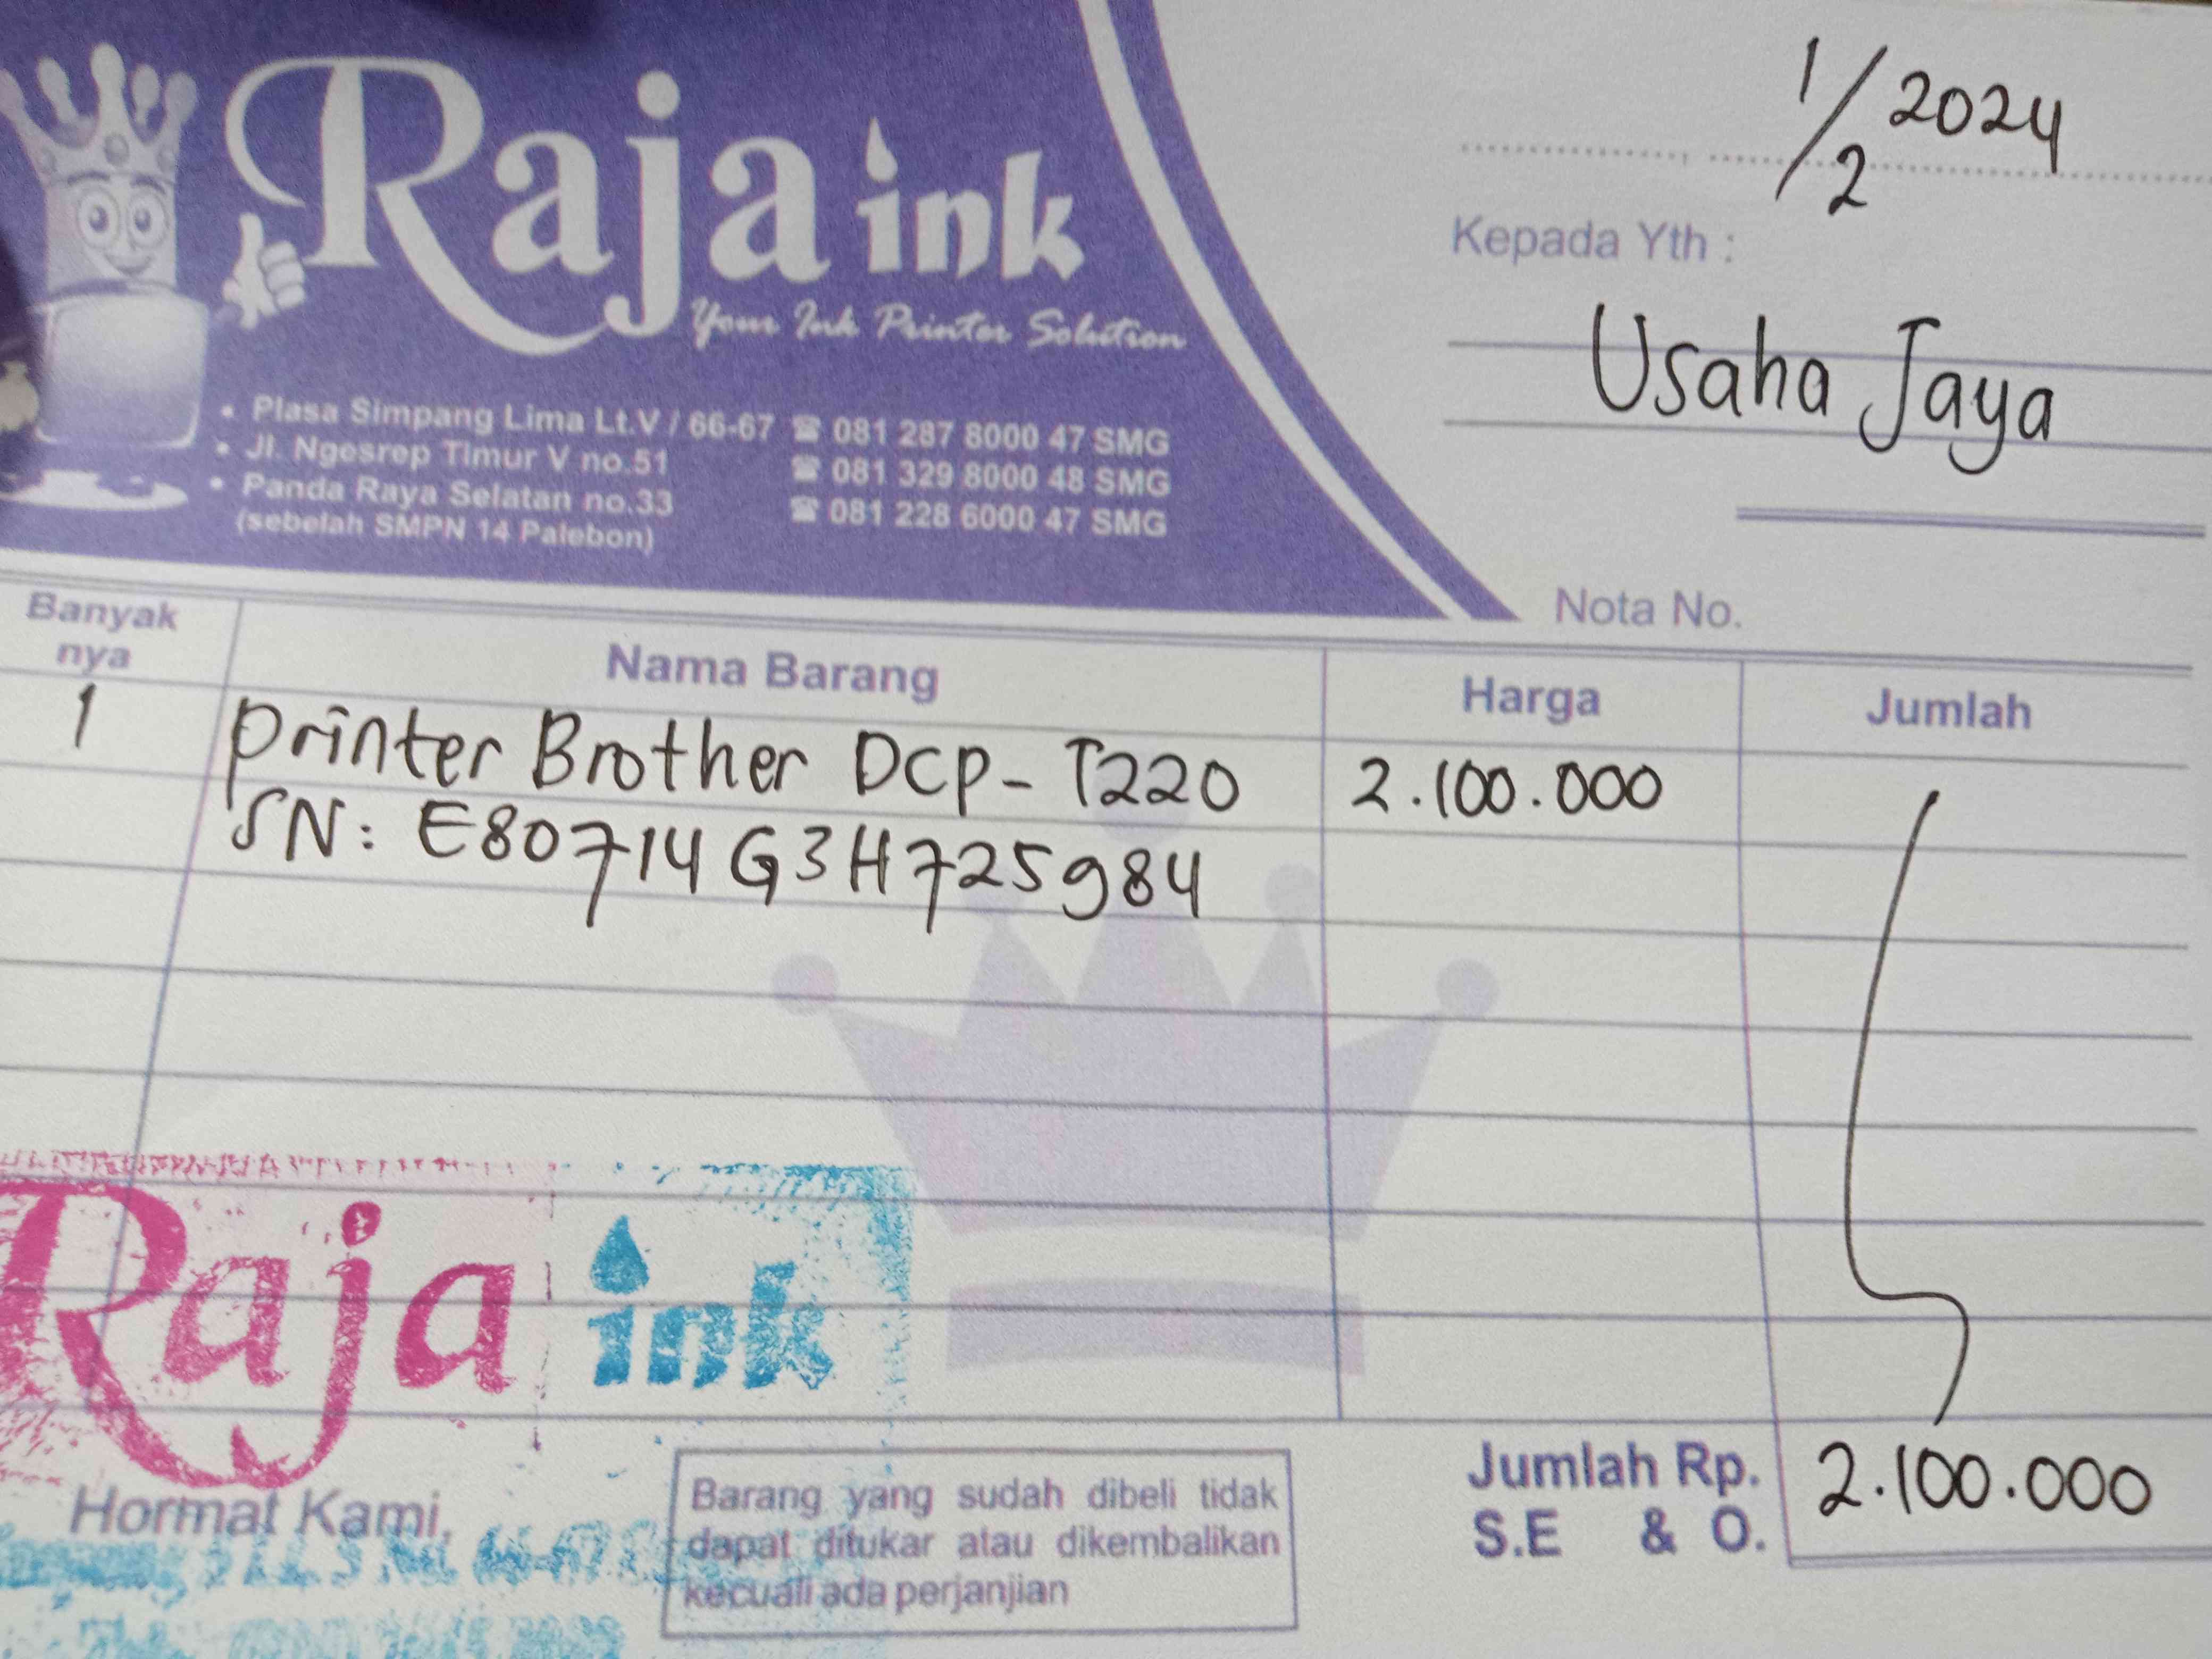 Raja ink
Your Ink Printer Solution
• Plasa Simpang Lima Lt.V / 66-67 ☎ 081 287 8000 47 SMG
• Jl. Ngesrep Timur V no.51 ☎ 081 329 8000 48 SMG
• Panda Raya Selatan no.33 ☎ 081 228 6000 47 SMG
(sebelah SMPN 14 Palebon)
1/2 2024
Kepada Yth :
Usaha Jaya
Nota No.
Banyak nya Nama Barang Harga Jumlah
1 Printer Brother DCP-T220 2.100.000
SN: E80714G3H725984
Raja ink
Hormat Kami,
Barang yang sudah dibeli tidak
dapat ditukar atau dikembalikan
kecuali ada perjanjian
Jumlah Rp. 2.100.000
S.E & O.